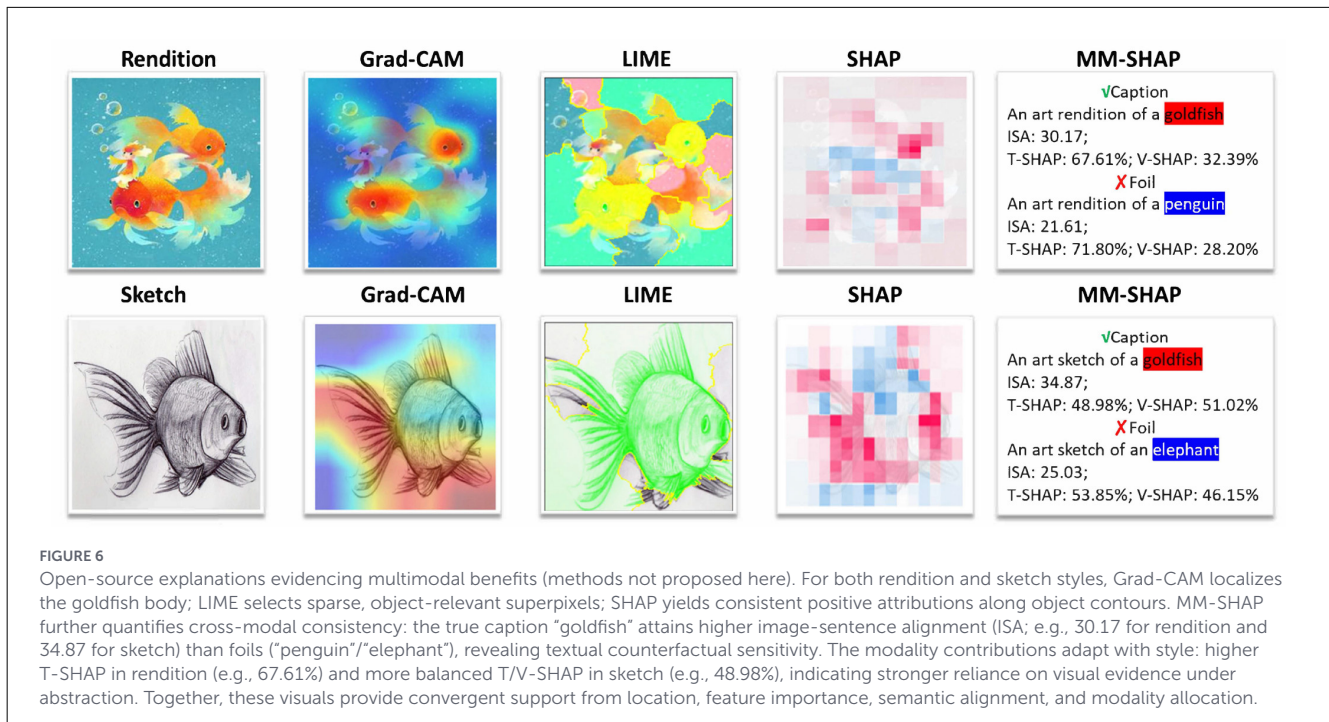 Rendition
Grad-CAM
LIME
SHAP
MM-SHAP
√Caption
An art rendition of a goldfish
ISA: 30.17;
T-SHAP: 67.61%; V-SHAP: 32.39%
✗Foil
An art rendition of a penguin
ISA: 21.61;
T-SHAP: 71.80%; V-SHAP: 28.20%
Sketch
Grad-CAM
LIME
SHAP
MM-SHAP
√Caption
An art sketch of a goldfish
ISA: 34.87;
T-SHAP: 48.98%; V-SHAP: 51.02%
✗Foil
An art sketch of an elephant
ISA: 25.03;
T-SHAP: 53.85%; V-SHAP: 46.15%
FIGURE 6
Open-source explanations evidencing multimodal benefits (methods not proposed here). For both rendition and sketch styles, Grad-CAM localizes
the goldfish body; LIME selects sparse, object-relevant superpixels; SHAP yields consistent positive attributions along object contours. MM-SHAP
further quantifies cross-modal consistency: the true caption “goldfish” attains higher image-sentence alignment (ISA; e.g., 30.17 for rendition and
34.87 for sketch) than foils (“penguin”/“elephant”), revealing textual counterfactual sensitivity. The modality contributions adapt with style: higher
T-SHAP in rendition (e.g., 67.61%) and more balanced T/V-SHAP in sketch (e.g., 48.98%), indicating stronger reliance on visual evidence under
abstraction. Together, these visuals provide convergent support from location, feature importance, semantic alignment, and modality allocation.